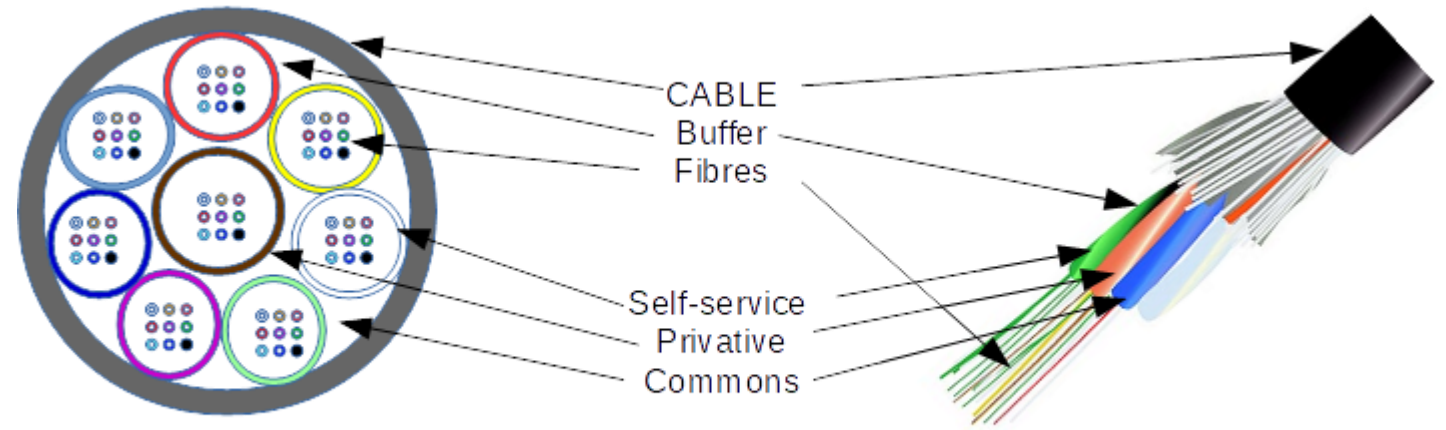 CABLE
Buffer
Fibres
Self-service
Privative
Commons